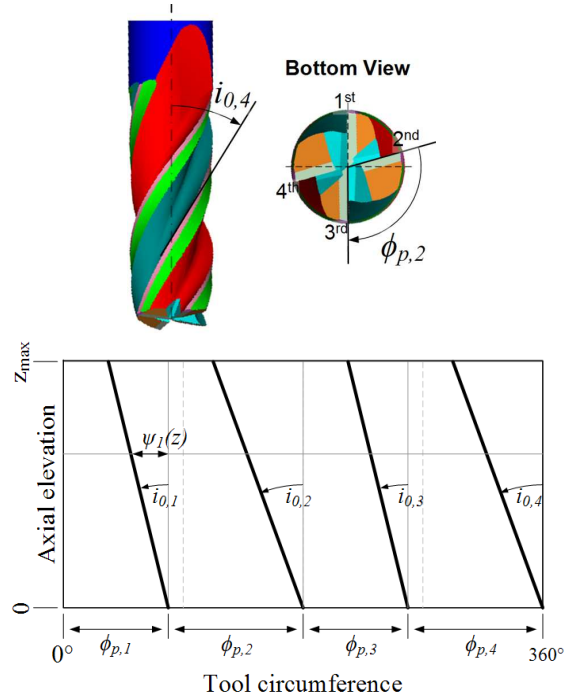 i0,4
Bottom View
1st
2nd
4th
3rd
ϕp,2
zmax
Axial elevation
0
ψ1(z)
i0,1
i0,2
i0,3
i0,4
0°
ϕp,1
ϕp,2
ϕp,3
ϕp,4
360°
Tool circumference